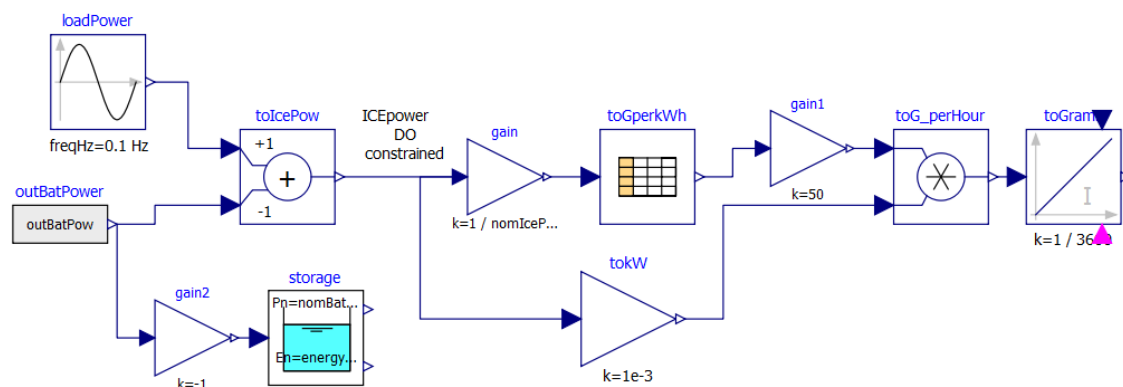 loadPower
freqHz=0.1 Hz
toIcePow
+1
+
-1
ICEpower
DO
constrained
gain
k=1 / nomIceP...
toGperkWh
gain1
k=50
toG_perHour
toGram
I
k=1 / 3600
outBatPower
outBatPow
gain2
k=-1
storage
Pn=nomBat...
En=energy...
tokW
k=1e-3